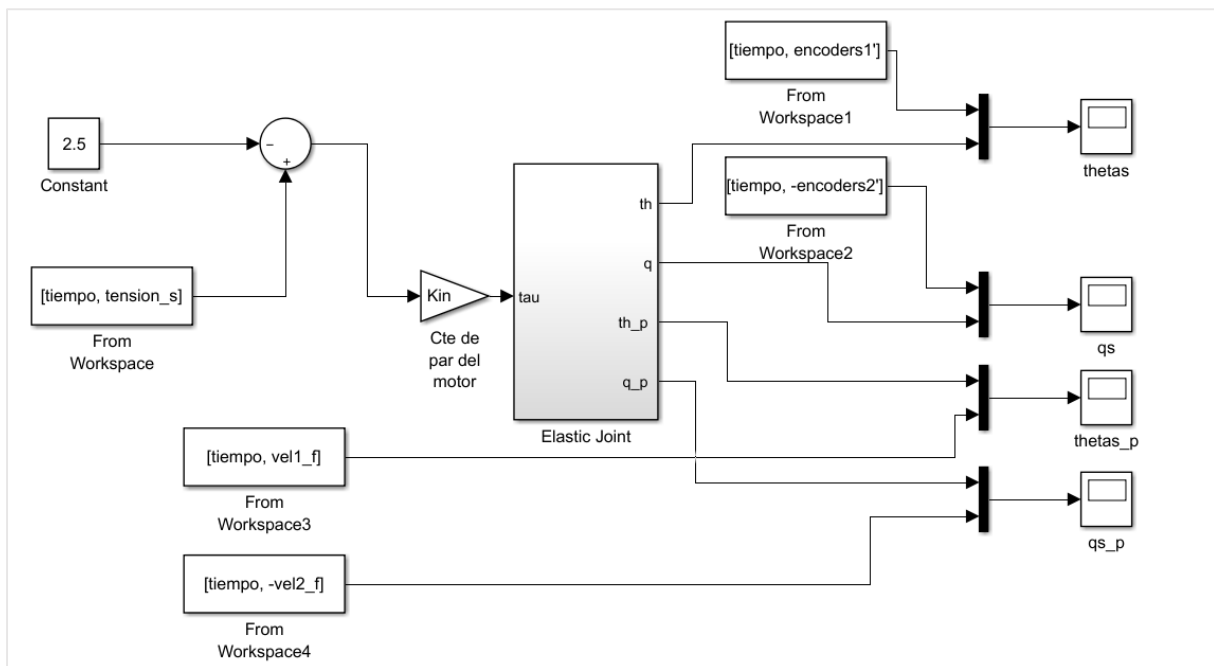 [tiempo, encoders1']
From
Workspace1
thetas
2.5
Constant
−
+
[tiempo, -encoders2']
From
Workspace2
qs
[tiempo, tension_s]
From
Workspace
Kin
Cte de
par del
motor
tau
th
q
th_p
q_p
Elastic Joint
thetas_p
[tiempo, vel1_f]
From
Workspace3
qs_p
[tiempo, -vel2_f]
From
Workspace4